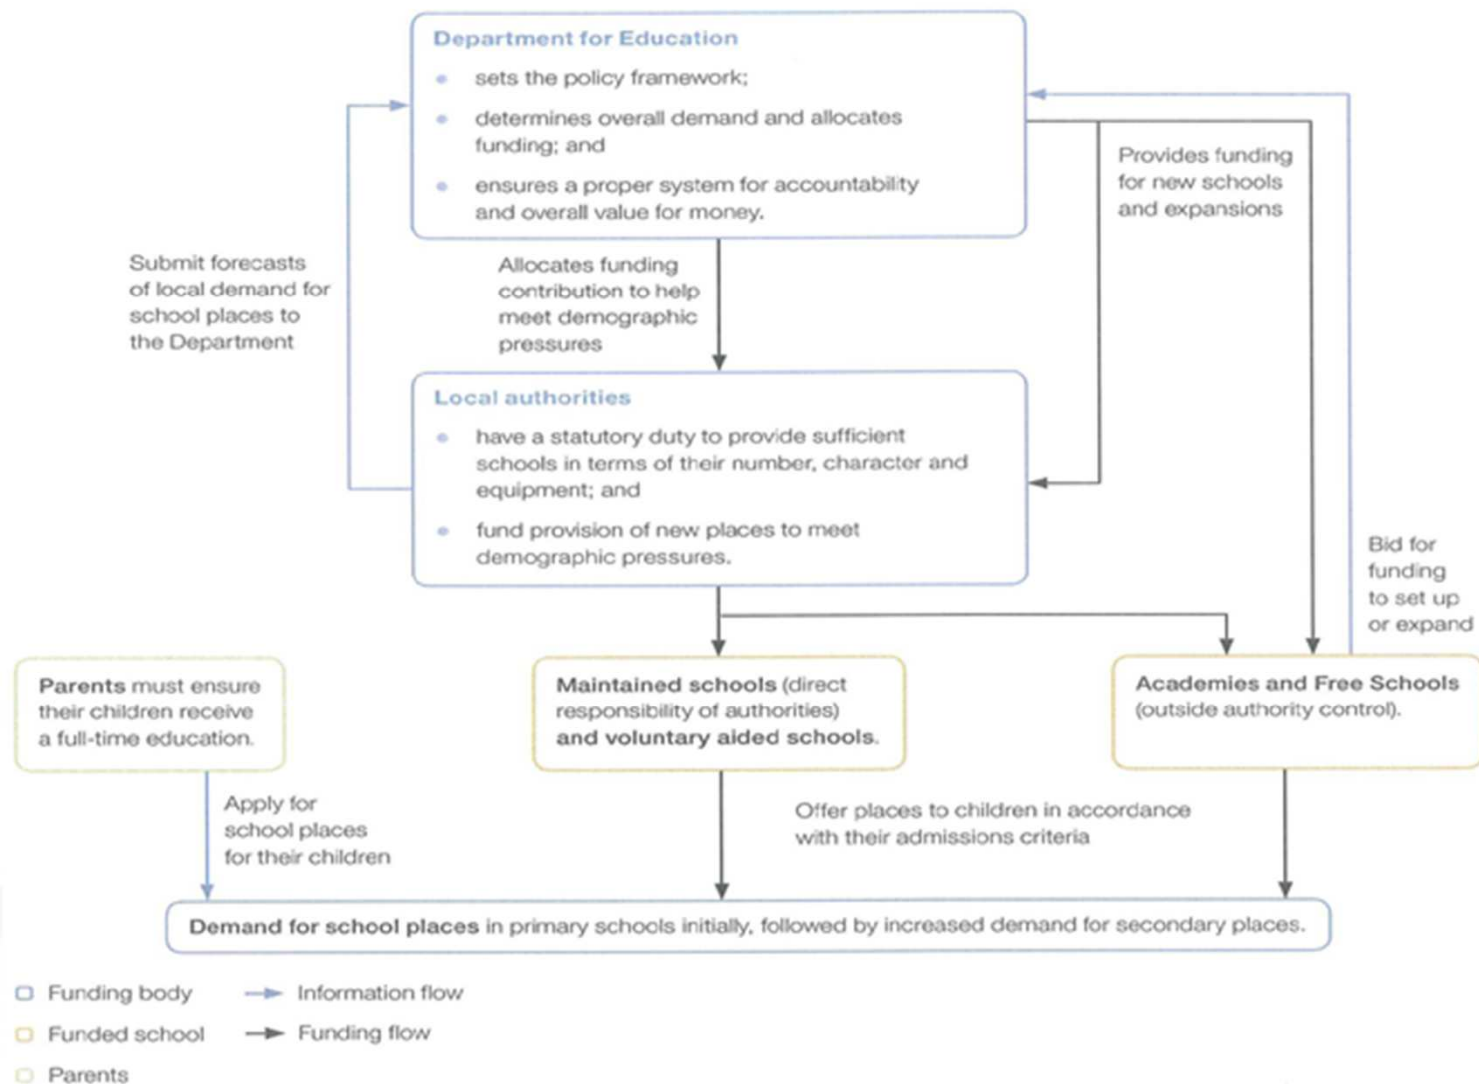 Department for Education
sets the policy framework;
determines overall demand and allocates
funding; and
ensures a proper system for accountability
and overall value for money.
Provides funding
for new schools
and expansions
Submit forecasts
of local demand for
school places to
the Department
Allocates funding
contribution to help
meet demographic
pressures
Local authorities
have a statutory duty to provide sufficient
schools in terms of their number, character and
equipment; and
fund provision of new places to meet
demographic pressures.
Bid for
funding
to set up
or expand
Parents must ensure
their children receive
a full-time education.
Maintained schools (direct
responsibility of authorities)
and voluntary aided schools.
Academies and Free Schools
(outside authority control).
Apply for
school places
for their children
Offer places to children in accordance
with their admissions criteria
Demand for school places in primary schools initially, followed by increased demand for secondary places.
Funding body
Information flow
Funded school
Funding flow
Parents